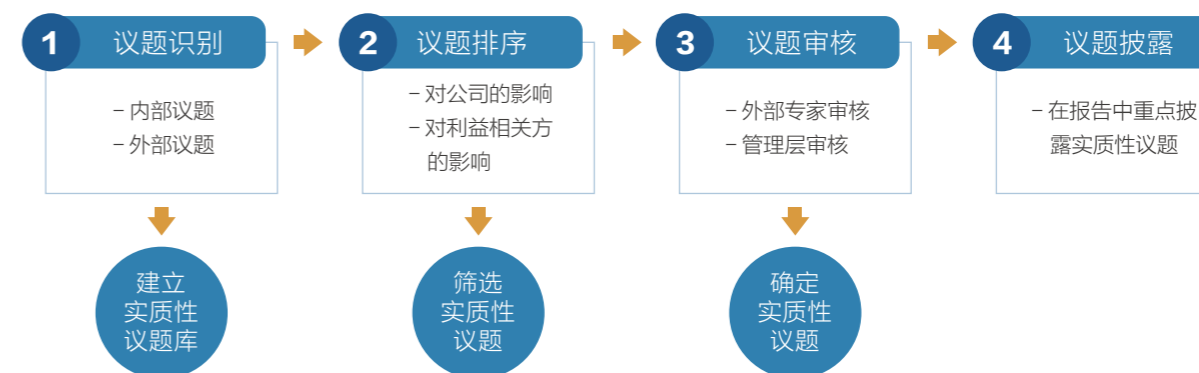 1 议题识别
– 内部议题
– 外部议题
建立
实质性
议题库
2 议题排序
– 对公司的影响
– 对利益相关方
的影响
筛选
实质性
议题
3 议题审核
– 外部专家审核
– 管理层审核
确定
实质性
议题
4 议题披露
– 在报告中重点披
露实质性议题